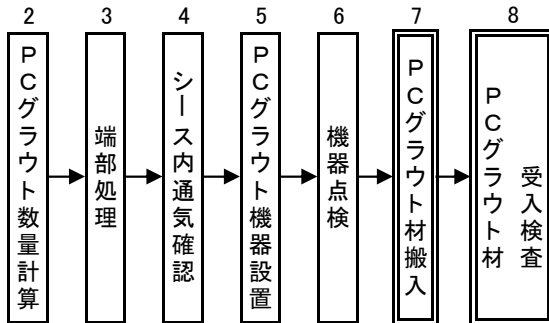 2
PCグラウト数量計算
3
端部処理
4
シース内通気確認
5
PCグラウト機器設置
6
機器点検
7
PCグラウト材搬入
8
PCグラウト材
受入検査